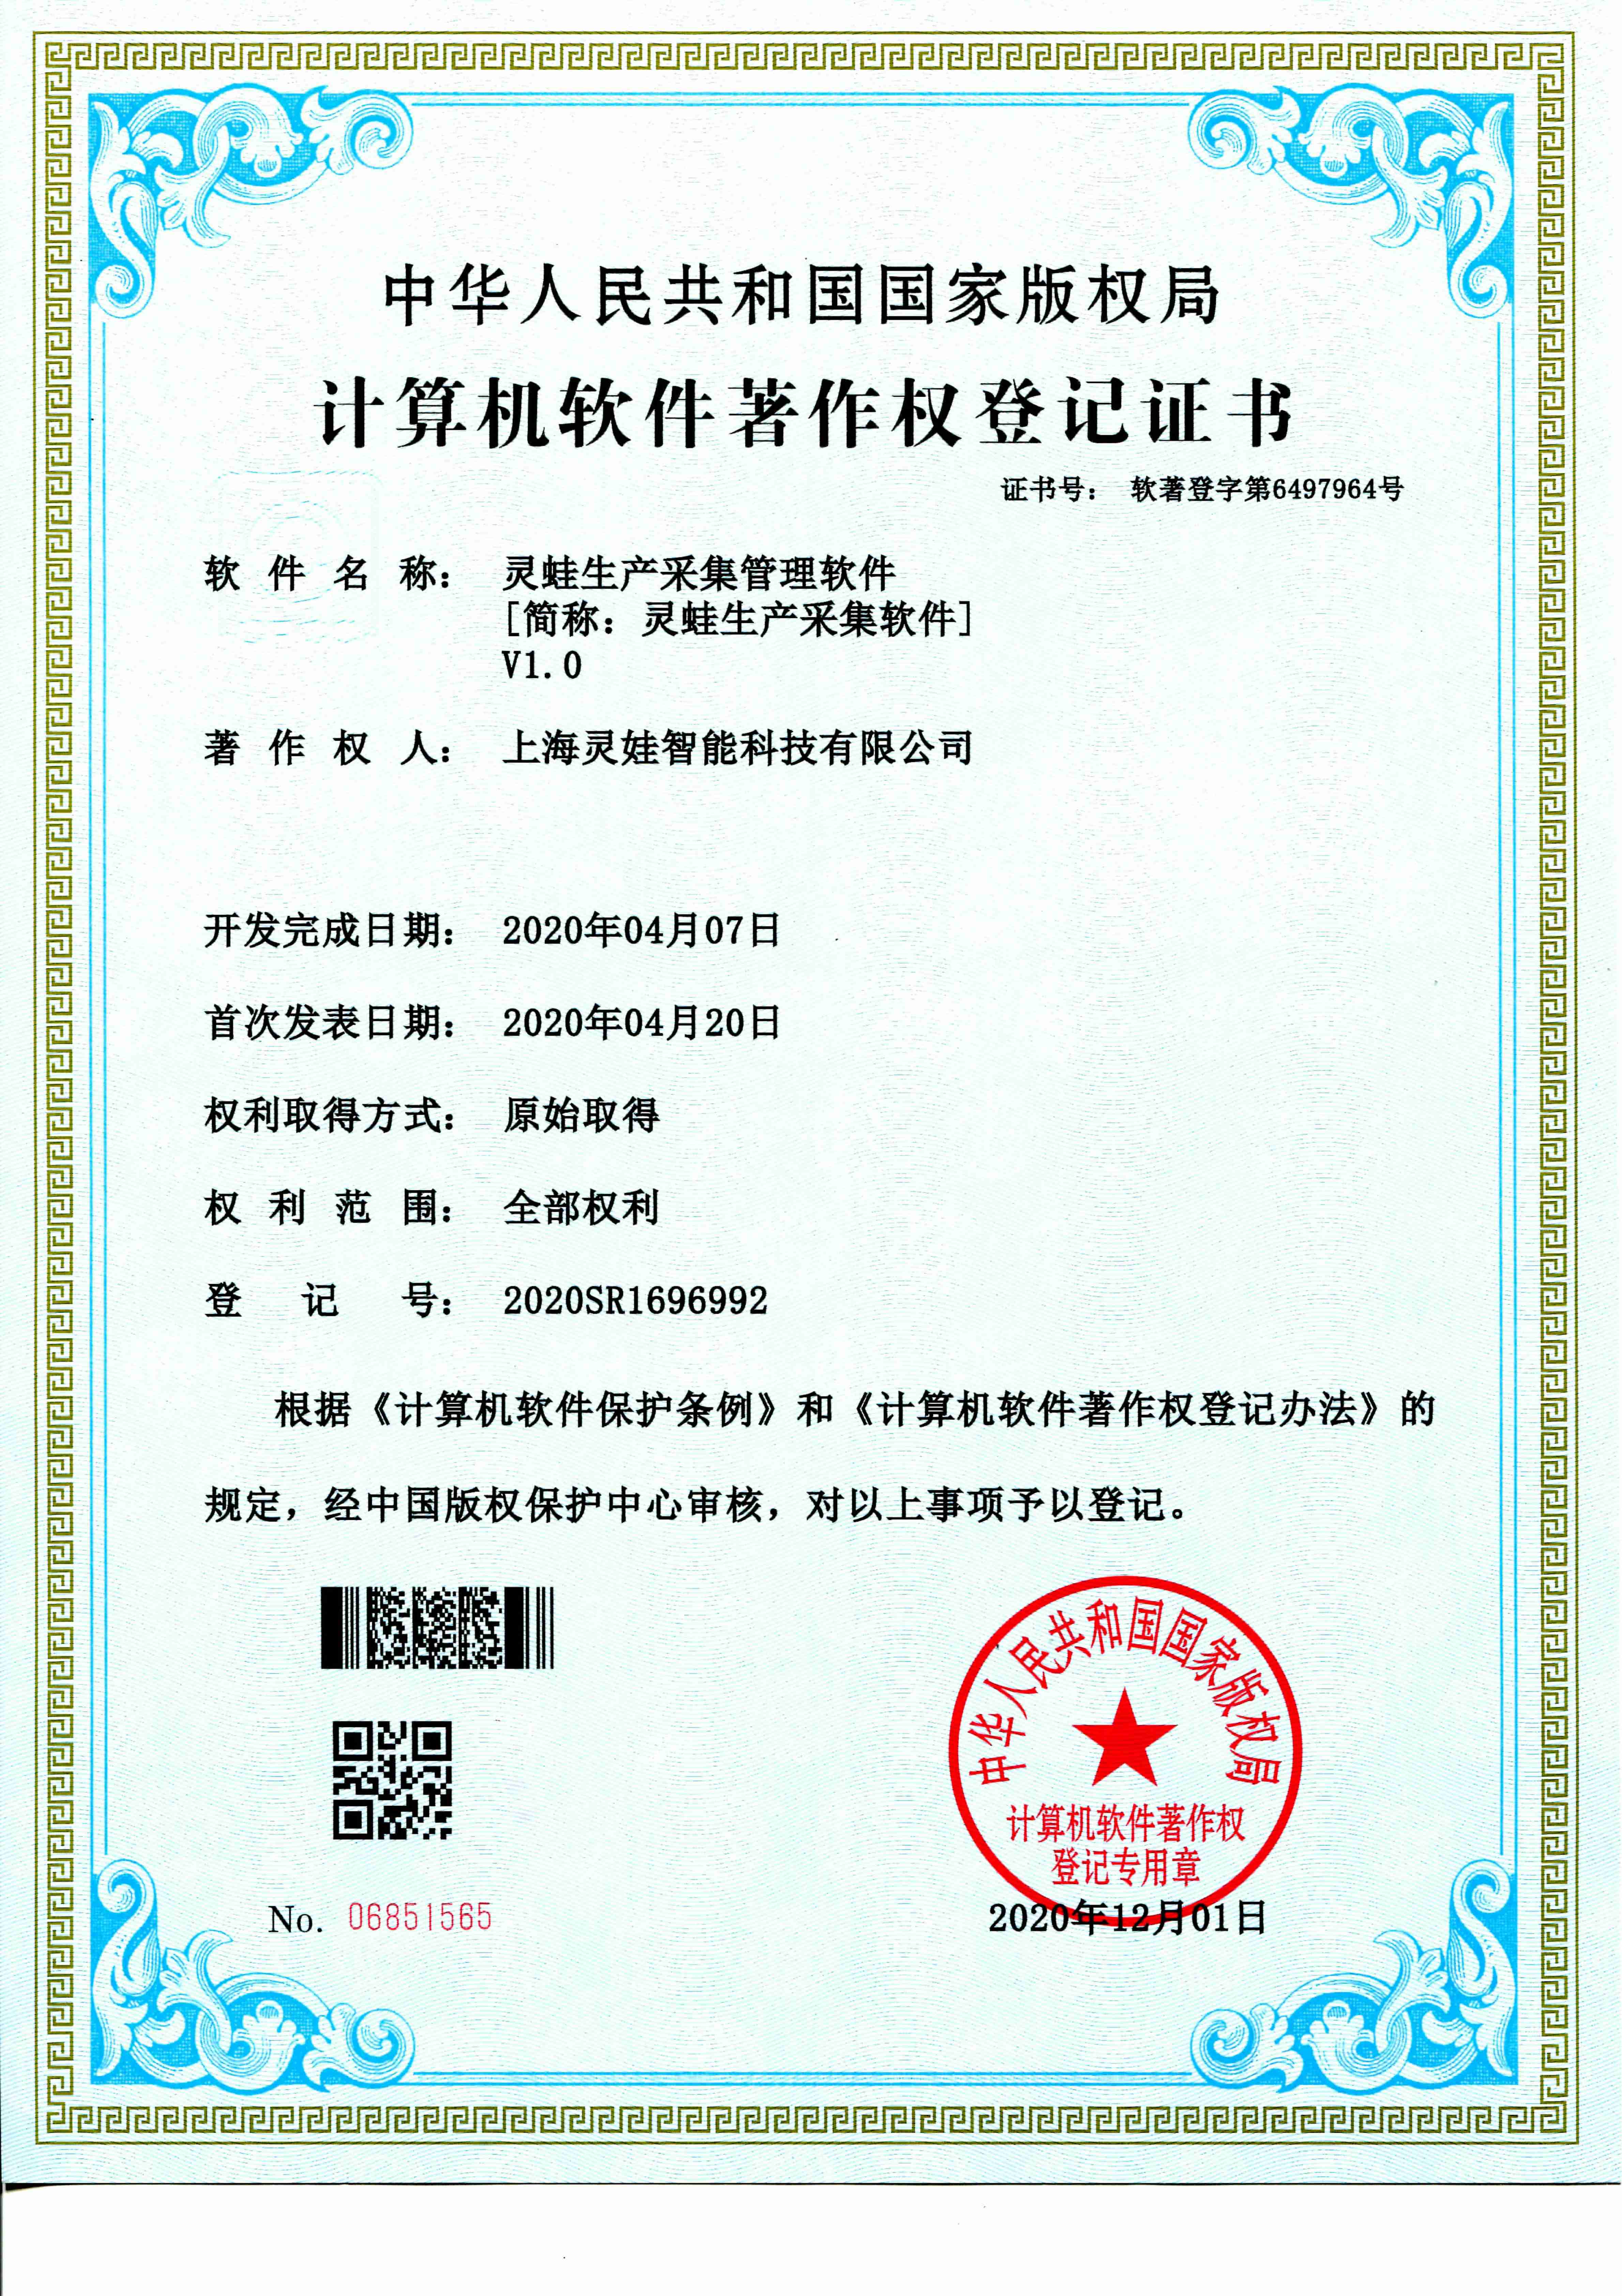 中华人民共和国国家版权局
计算机软件著作权登记证书
证书号： 软著登字第6497964号
软件名称： 灵蛙生产采集管理软件
[简称：灵蛙生产采集软件]
V1.0
著作权人： 上海灵娃智能科技有限公司
开发完成日期： 2020年04月07日
首次发表日期： 2020年04月20日
权利取得方式： 原始取得
权利范围： 全部权利
登记号： 2020SR1696992
根据《计算机软件保护条例》和《计算机软件著作权登记办法》的
规定，经中国版权保护中心审核，对以上事项予以登记。
中华人民共和国国家版权局
计算机软件著作权
登记专用章
No. 06851565
2020年12月01日